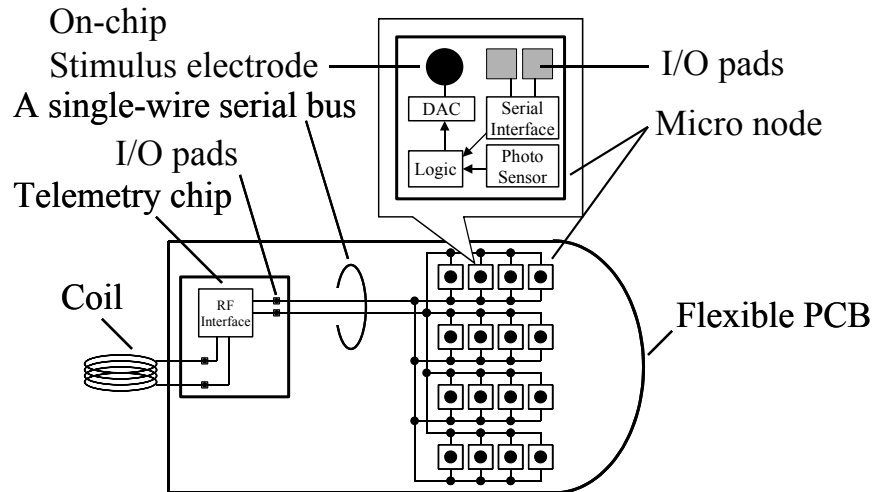 On-chip
Stimulus electrode
A single-wire serial bus
I/O pads
Telemetry chip
Coil
RF
Interface
DAC
Logic
Serial
Interface
Photo
Sensor
I/O pads
Micro node
Flexible PCB